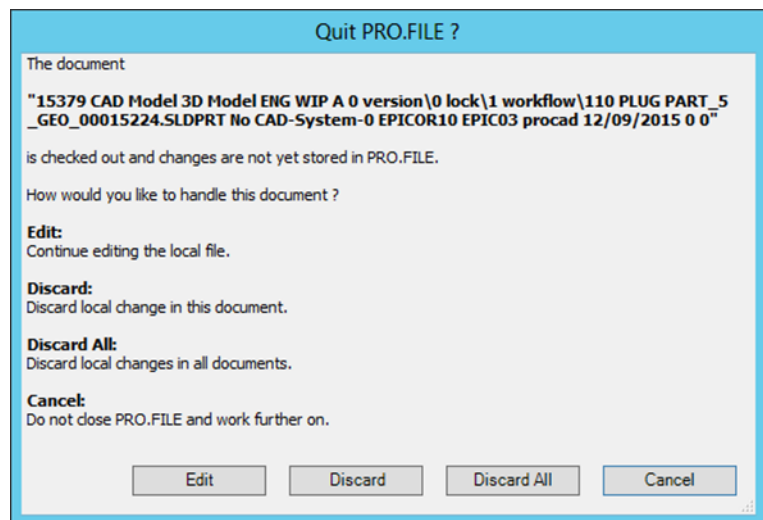 Quit PRO.FILE ?
The document
"15379 CAD Model 3D Model ENG WIP A 0 version\0 lock\1 workflow\110 PLUG PART_5
_GEO_00015224.SLDPRT No CAD-System-0 EPICOR10 EPIC03 procad 12/09/2015 0 0"
is checked out and changes are not yet stored in PRO.FILE.
How would you like to handle this document ?
Edit:
Continue editing the local file.
Discard:
Discard local change in this document.
Discard All:
Discard local changes in all documents.
Cancel:
Do not close PRO.FILE and work further on.
Edit Discard Discard All Cancel